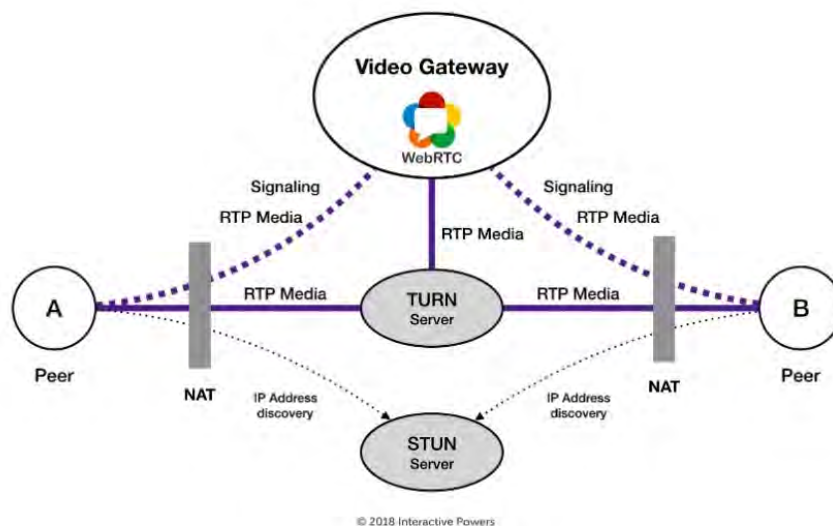 Video Gateway
WebRTC
Signaling
RTP Media
Signaling
RTP Media
RTP Media
A
RTP Media
TURN
Server
RTP Media
B
Peer
NAT
NAT
Peer
IP Address
discovery
IP Address
discovery
STUN
Server
© 2018 Interactive Powers